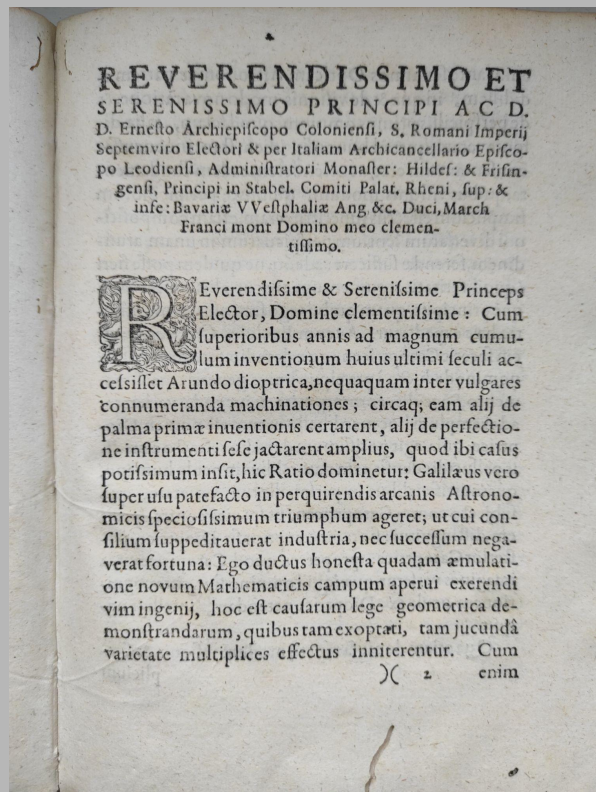 REVERENDISSIMO ET
SERENISSIMO PRINCIPI AC D.
D. Ernesto Archiepiscopo Coloniensi, S. Romani Imperij
Septemviro Electori & per Italiam Archicancellario Episco-
po Leodiensi, Administratori Monaster: Hildes: & Frisin-
gensi, Principi in Stabel. Comiti Palat. Rheni, sup: &
infe: Bavariæ VVestphaliæ Ang &c. Duci, March
Franci mont Domino meo clemen-
tissimo.
REverendissime & Serenissime Princeps
Elector, Domine clementissime: Cum
superioribus annis ad magnum cumu-
lum inventionum huius ultimi seculi ac-
cessisset Arundo dioptrica, nequaquam inter vulgares
connumeranda machinationes; circaq; eam alij de
palma primæ inuentionis certarent, alij de perfectio-
ne instrumenti sese jactarent amplius, quod ibi casus
potissimum insit, hic Ratio dominetur: Galilæus vero
super usu patefacto in perquirendis arcanis Astrono-
micis speciosissimum triumphum ageret; ut cui con-
silium suppeditauerat industria, nec successum nega-
verat fortuna: Ego ductus honesta quadam æmulati-
one novum Mathematicis campum aperui exerendi
vim ingenij, hoc est causarum lege geometrica de-
monstrandarum, quibus tam exoptati, tam jucundâ
varietate multiplices effectus inniterentur. Cum
)( 2 enim